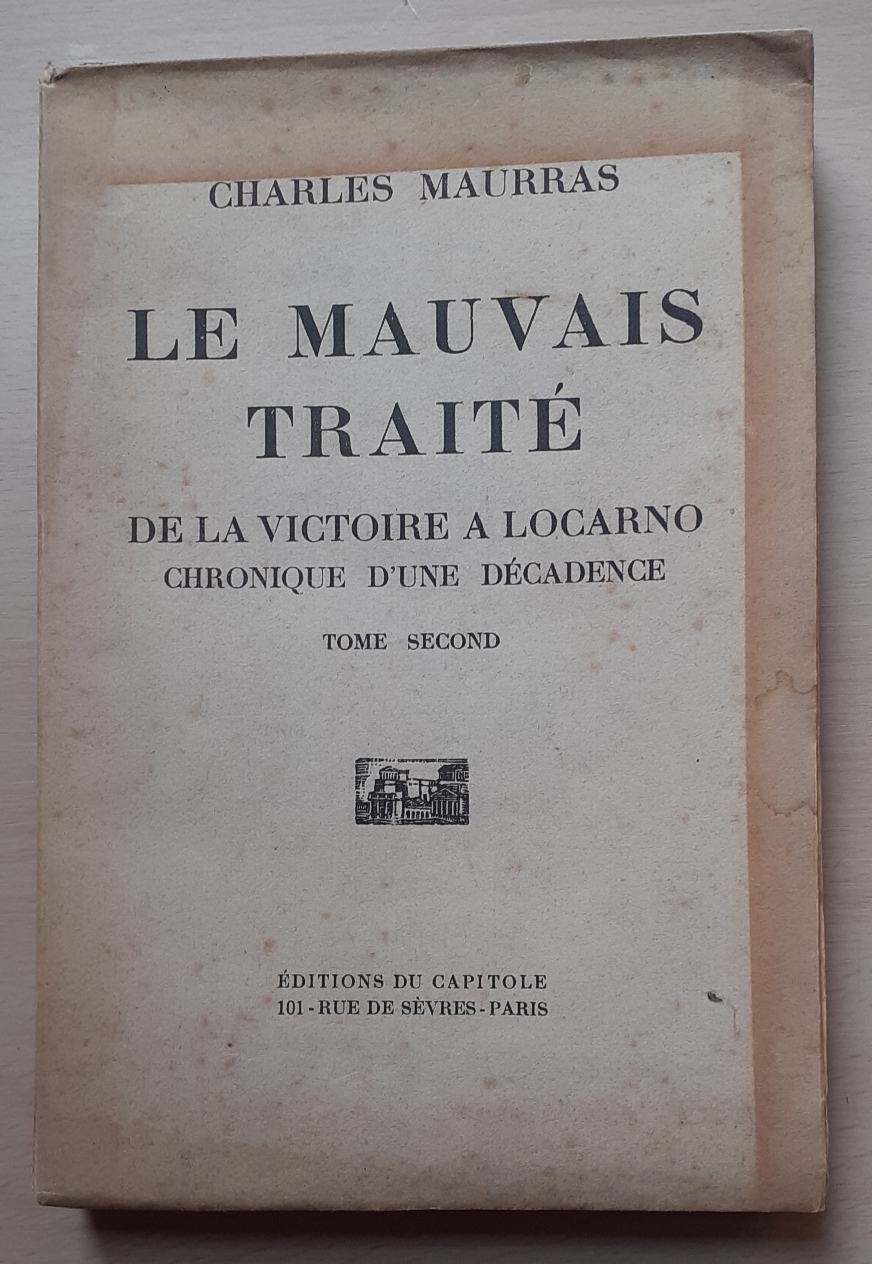 CHARLES MAURRAS
LE MAUVAIS
TRAITÉ
DE LA VICTOIRE A LOCARNO
CHRONIQUE D'UNE DÉCADENCE
TOME SECOND
ÉDITIONS DU CAPITOLE
101-RUE DE SÈVRES-PARIS